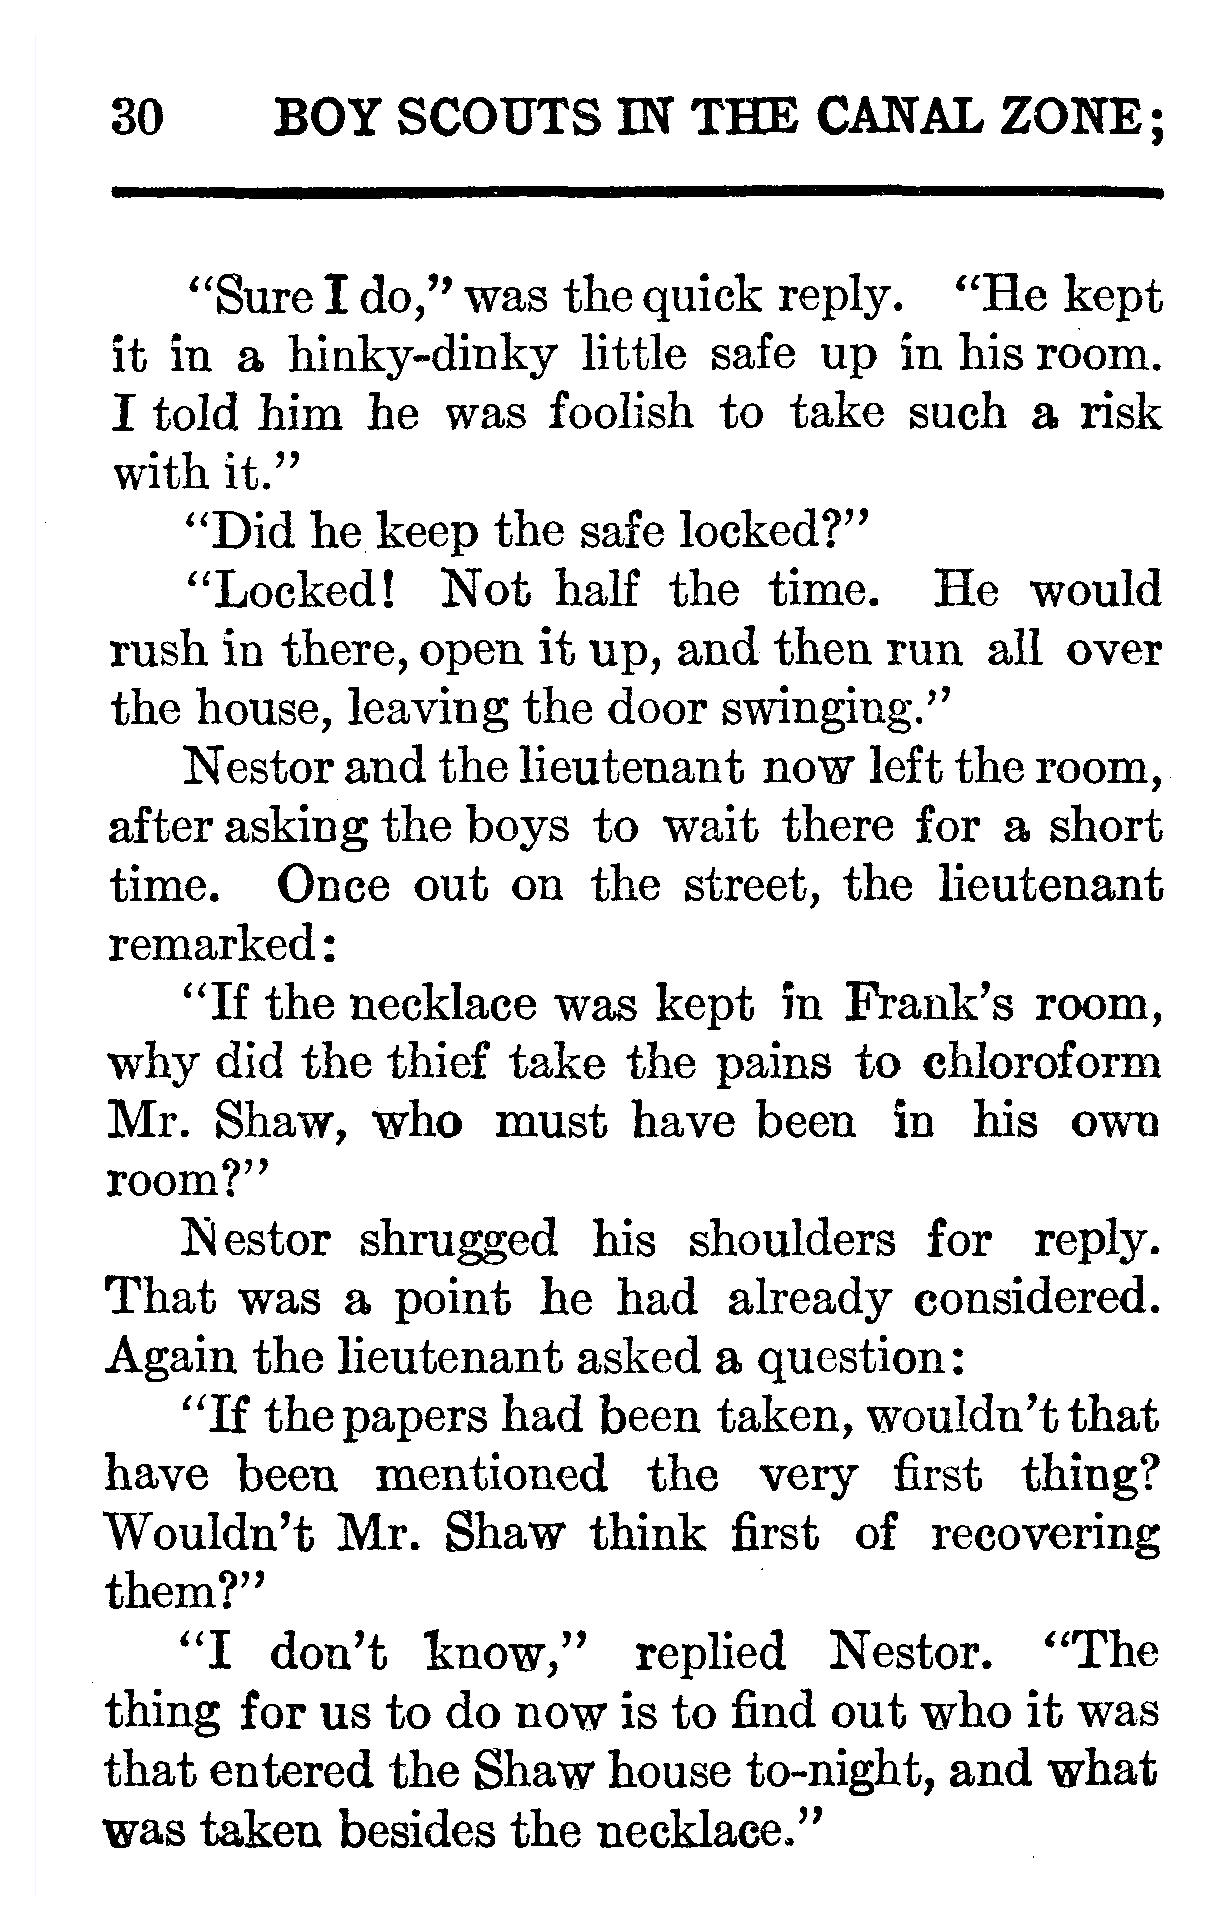 30 BOY SCOUTS IN THE CANAL ZONE;
"Sure I do," was the quick reply. "He kept
it in a hinky-dinky little safe up in his room.
I told him he was foolish to take such a risk
with it."
"Did he keep the safe locked?"
"Locked! Not half the time. He would
rush in there, open it up, and then run all over
the house, leaving the door swinging."
Nestor and the lieutenant now left the room,
after asking the boys to wait there for a short
time. Once out on the street, the lieutenant
remarked:
"If the necklace was kept in Frank's room,
why did the thief take the pains to chloroform
Mr. Shaw, who must have been in his own
room?"
Nestor shrugged his shoulders for reply.
That was a point he had already considered.
Again the lieutenant asked a question:
"If the papers had been taken, wouldn't that
have been mentioned the very first thing?
Wouldn't Mr. Shaw think first of recovering
them?"
"I don't know," replied Nestor. "The
thing for us to do now is to find out who it was
that entered the Shaw house to-night, and what
was taken besides the necklace."